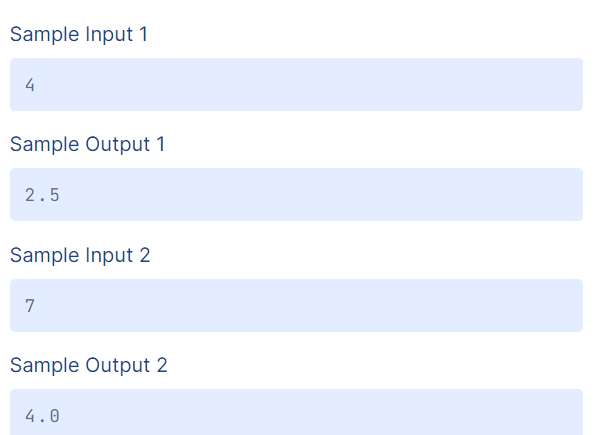 Sample Input 1
4
Sample Output 1
2.5
Sample Input 2
7
Sample Output 2
4.0